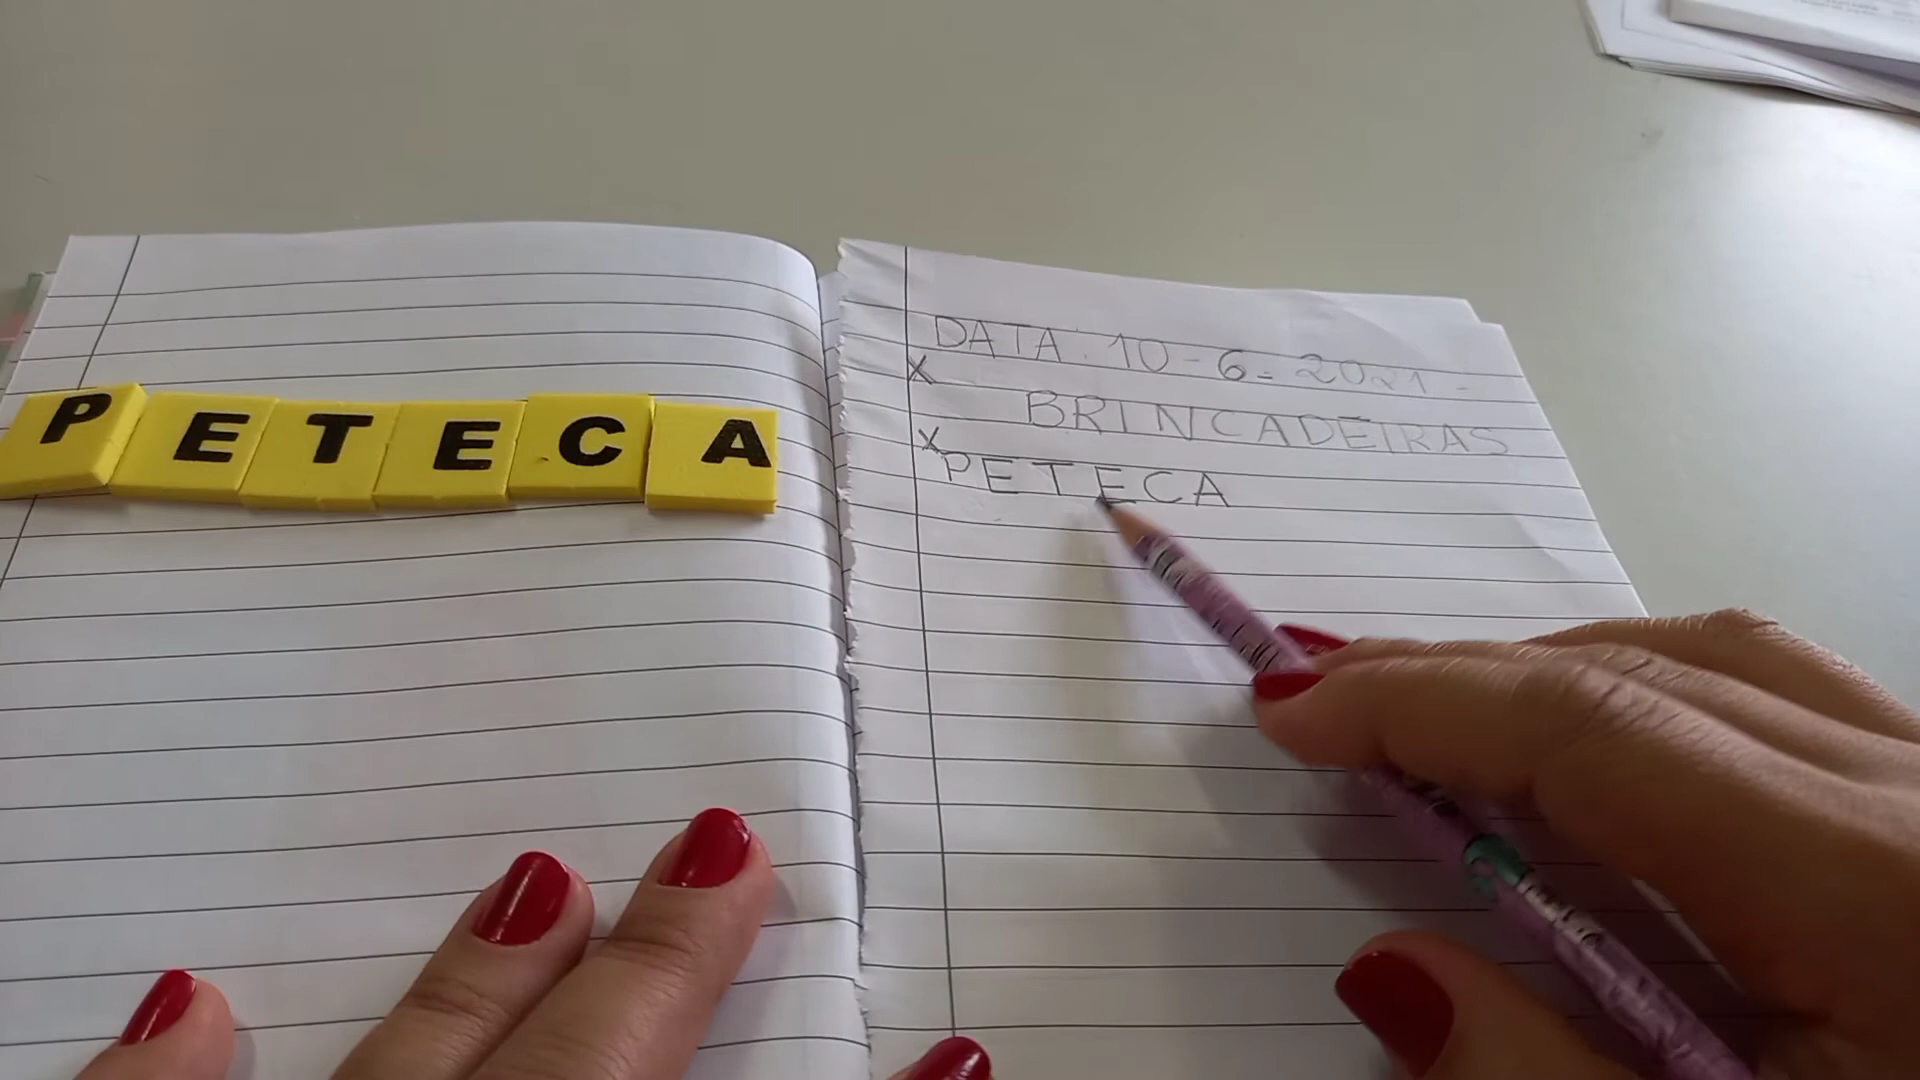 PETECA
DATA: 10-6-2021-
X
BRINCADEIRAS
X
PETECA